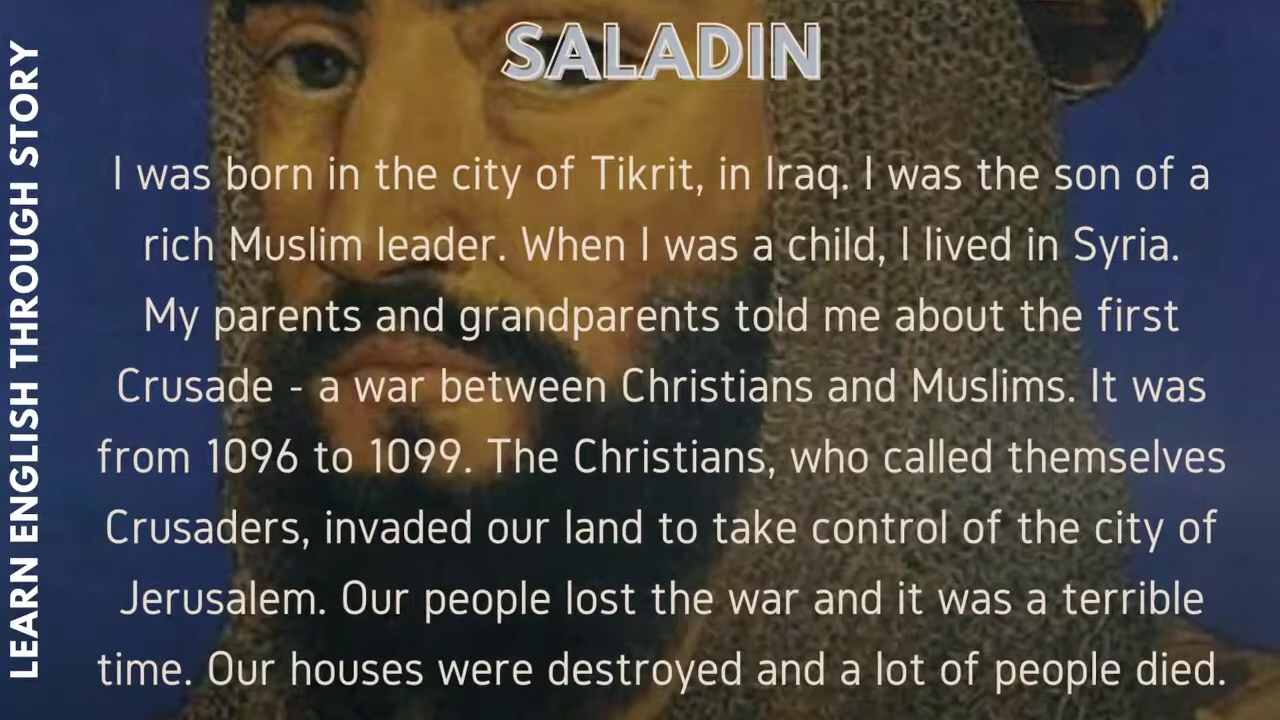 SALADIN
LEARN ENGLISH THROUGH STORY
I was born in the city of Tikrit, in Iraq. I was the son of a
rich Muslim leader. When I was a child, I lived in Syria.
My parents and grandparents told me about the first
Crusade - a war between Christians and Muslims. It was
from 1096 to 1099. The Christians, who called themselves
Crusaders, invaded our land to take control of the city of
Jerusalem. Our people lost the war and it was a terrible
time. Our houses were destroyed and a lot of people died.